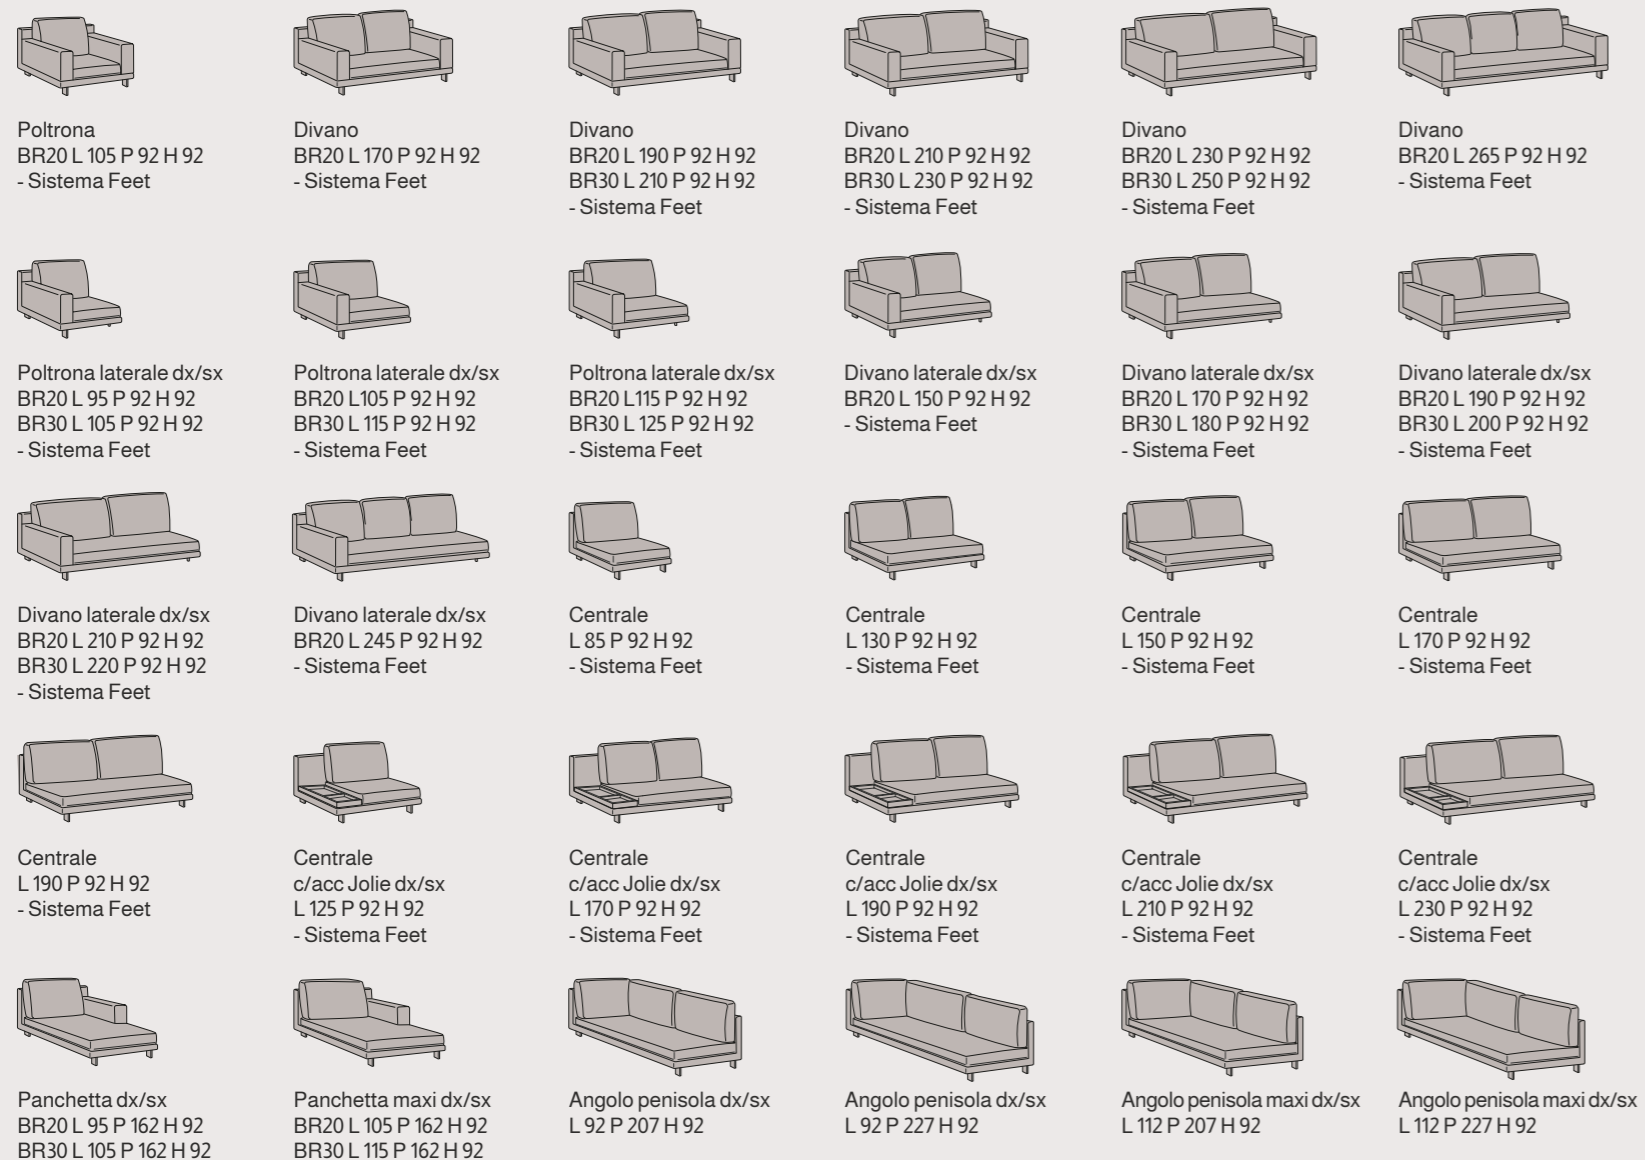 Poltrona
BR20 L 105 P 92 H 92
- Sistema Feet
Divano
BR20 L 170 P 92 H 92
- Sistema Feet
Divano
BR20 L 190 P 92 H 92
BR30 L 210 P 92 H 92
- Sistema Feet
Divano
BR20 L 210 P 92 H 92
BR30 L 230 P 92 H 92
- Sistema Feet
Divano
BR20 L 230 P 92 H 92
BR30 L 250 P 92 H 92
- Sistema Feet
Divano
BR20 L 265 P 92 H 92
- Sistema Feet
Poltrona laterale dx/sx
BR20 L 95 P 92 H 92
BR30 L 105 P 92 H 92
- Sistema Feet
Poltrona laterale dx/sx
BR20 L105 P 92 H 92
BR30 L 115 P 92 H 92
- Sistema Feet
Poltrona laterale dx/sx
BR20 L115 P 92 H 92
BR30 L 125 P 92 H 92
- Sistema Feet
Divano laterale dx/sx
BR20 L 150 P 92 H 92
- Sistema Feet
Divano laterale dx/sx
BR20 L 170 P 92 H 92
BR30 L 180 P 92 H 92
- Sistema Feet
Divano laterale dx/sx
BR20 L 190 P 92 H 92
BR30 L 200 P 92 H 92
- Sistema Feet
Divano laterale dx/sx
BR20 L 210 P 92 H 92
BR30 L 220 P 92 H 92
- Sistema Feet
Divano laterale dx/sx
BR20 L 245 P 92 H 92
- Sistema Feet
Centrale
L 85 P 92 H 92
- Sistema Feet
Centrale
L 130 P 92 H 92
- Sistema Feet
Centrale
L 150 P 92 H 92
- Sistema Feet
Centrale
L 170 P 92 H 92
- Sistema Feet
Centrale
L 190 P 92 H 92
- Sistema Feet
Centrale
c/acc Jolie dx/sx
L 125 P 92 H 92
- Sistema Feet
Centrale
c/acc Jolie dx/sx
L 170 P 92 H 92
- Sistema Feet
Centrale
c/acc Jolie dx/sx
L 190 P 92 H 92
- Sistema Feet
Centrale
c/acc Jolie dx/sx
L 210 P 92 H 92
- Sistema Feet
Centrale
c/acc Jolie dx/sx
L 230 P 92 H 92
- Sistema Feet
Panchetta dx/sx
BR20 L 95 P 162 H 92
BR30 L 105 P 162 H 92
Panchetta maxi dx/sx
BR20 L 105 P 162 H 92
BR30 L 115 P 162 H 92
Angolo penisola dx/sx
L 92 P 207 H 92
Angolo penisola dx/sx
L 92 P 227 H 92
Angolo penisola maxi dx/sx
L 112 P 207 H 92
Angolo penisola maxi dx/sx
L 112 P 227 H 92